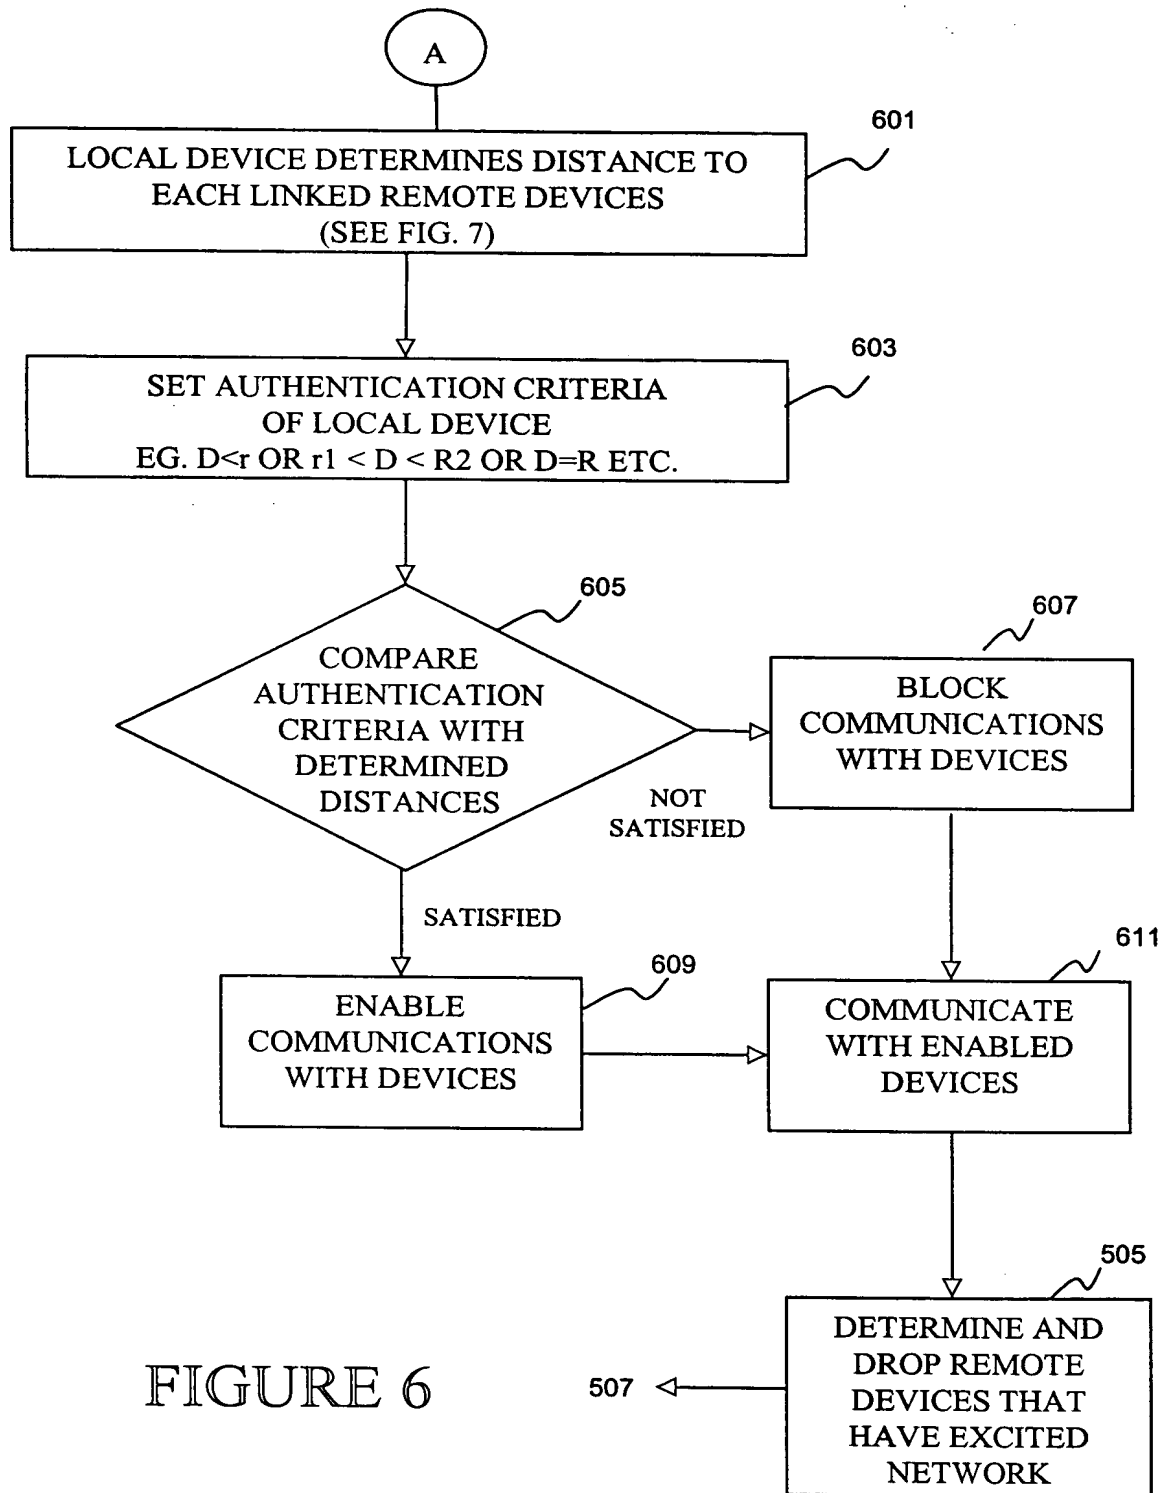 A
601
LOCAL DEVICE DETERMINES DISTANCE TO
EACH LINKED REMOTE DEVICES
(SEE FIG. 7)
603
SET AUTHENTICATION CRITERIA
OF LOCAL DEVICE
EG. D<r OR r1 < D < R2 OR D=R ETC.
605
COMPARE
AUTHENTICATION
CRITERIA WITH
DETERMINED
DISTANCES
607
BLOCK
COMMUNICATIONS
WITH DEVICES
NOT
SATISFIED
SATISFIED
609
ENABLE
COMMUNICATIONS
WITH DEVICES
611
COMMUNICATE
WITH ENABLED
DEVICES
505
DETERMINE AND
DROP REMOTE
DEVICES THAT
HAVE EXCITED
NETWORK
507
FIGURE 6